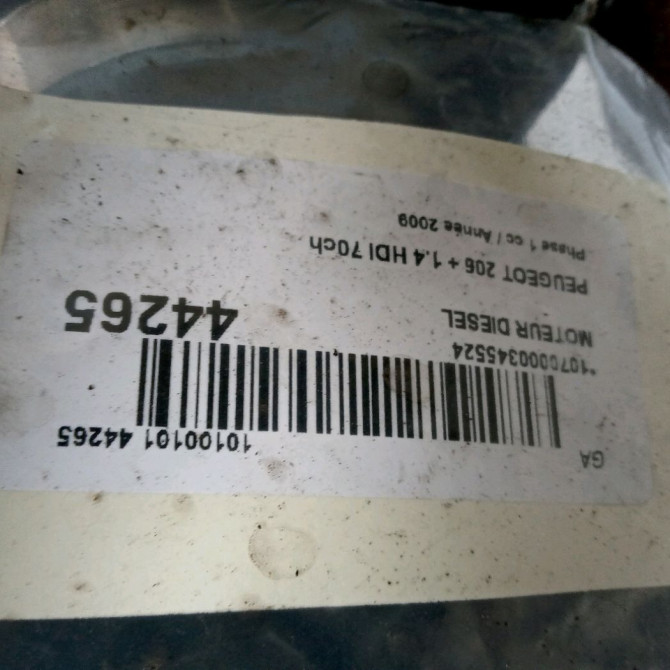 GA 10100101 44265
*1070000345524
MOTEUR DIESEL 44265
PEUGEOT 206 + 1.4 HDI 70ch
Phase 1 cc / Année 2009